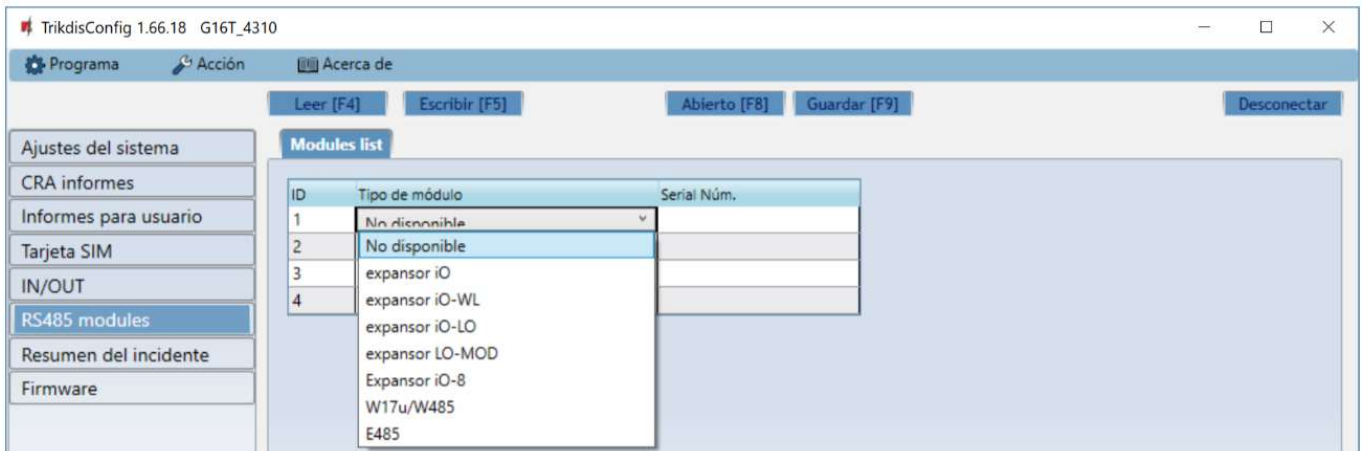 TrikdisConfig 1.66.18 G16T_4310
Programa Acción Acerca de
Leer [F4] Escribir [F5] Abierto [F8] Guardar [F9] Desconectar
Ajustes del sistema
CRA informes
Informes para usuario
Tarjeta SIM
IN/OUT
RS485 modules
Resumen del incidente
Firmware
Modules list
ID Tipo de módulo Serial Núm.
1 No disponible
2
3
4
No disponible
expansor iO
expansor iO-WL
expansor iO-LO
expansor LO-MOD
Expansor iO-8
W17u/W485
E485